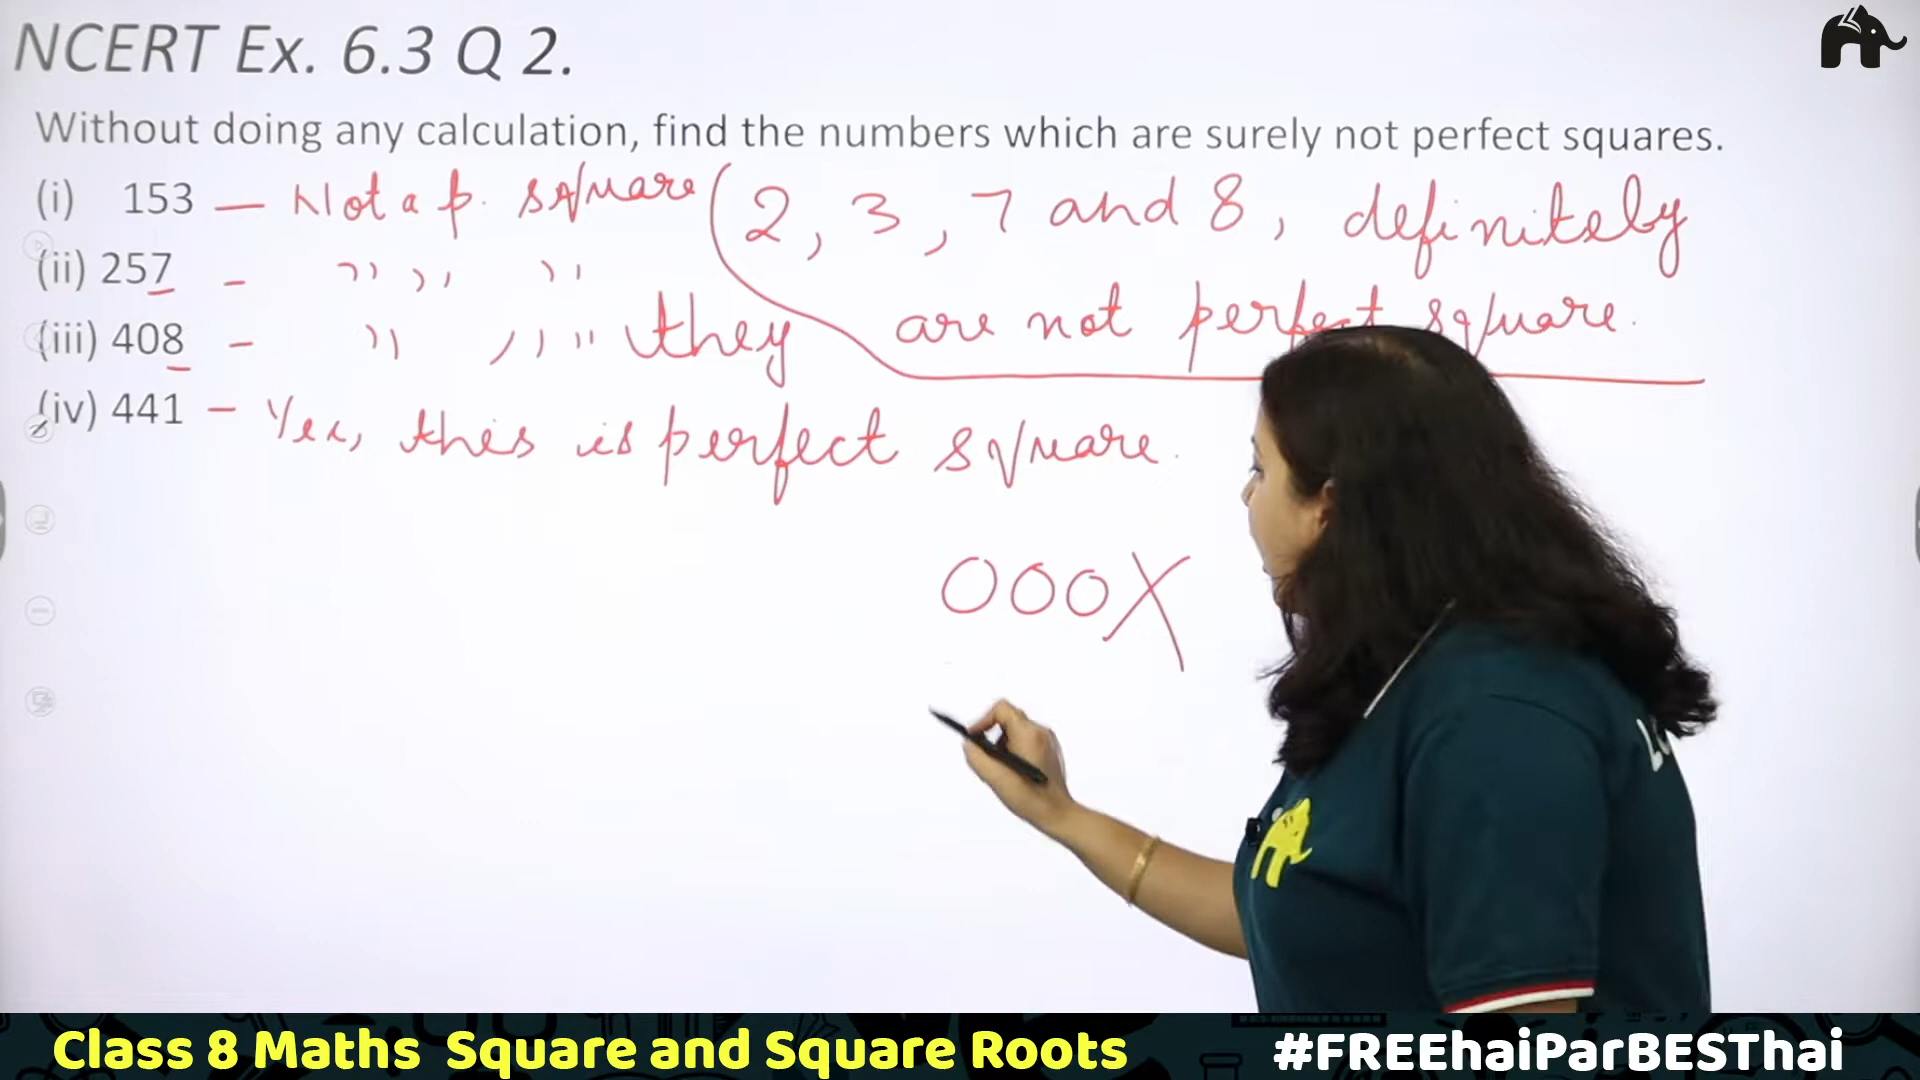 NCERT Ex. 6.3 Q 2.
Without doing any calculation, find the numbers which are surely not perfect squares.
(i) 153 — Not a p. square (2, 3, 7 and 8, definitely
(ii) 257 - " " "
(iii) 408 - " " " they are not perfect square.
(iv) 441 - Yes, this is perfect square.
000X
Class 8 Maths Square and Square Roots #FREEhaiParBESThai